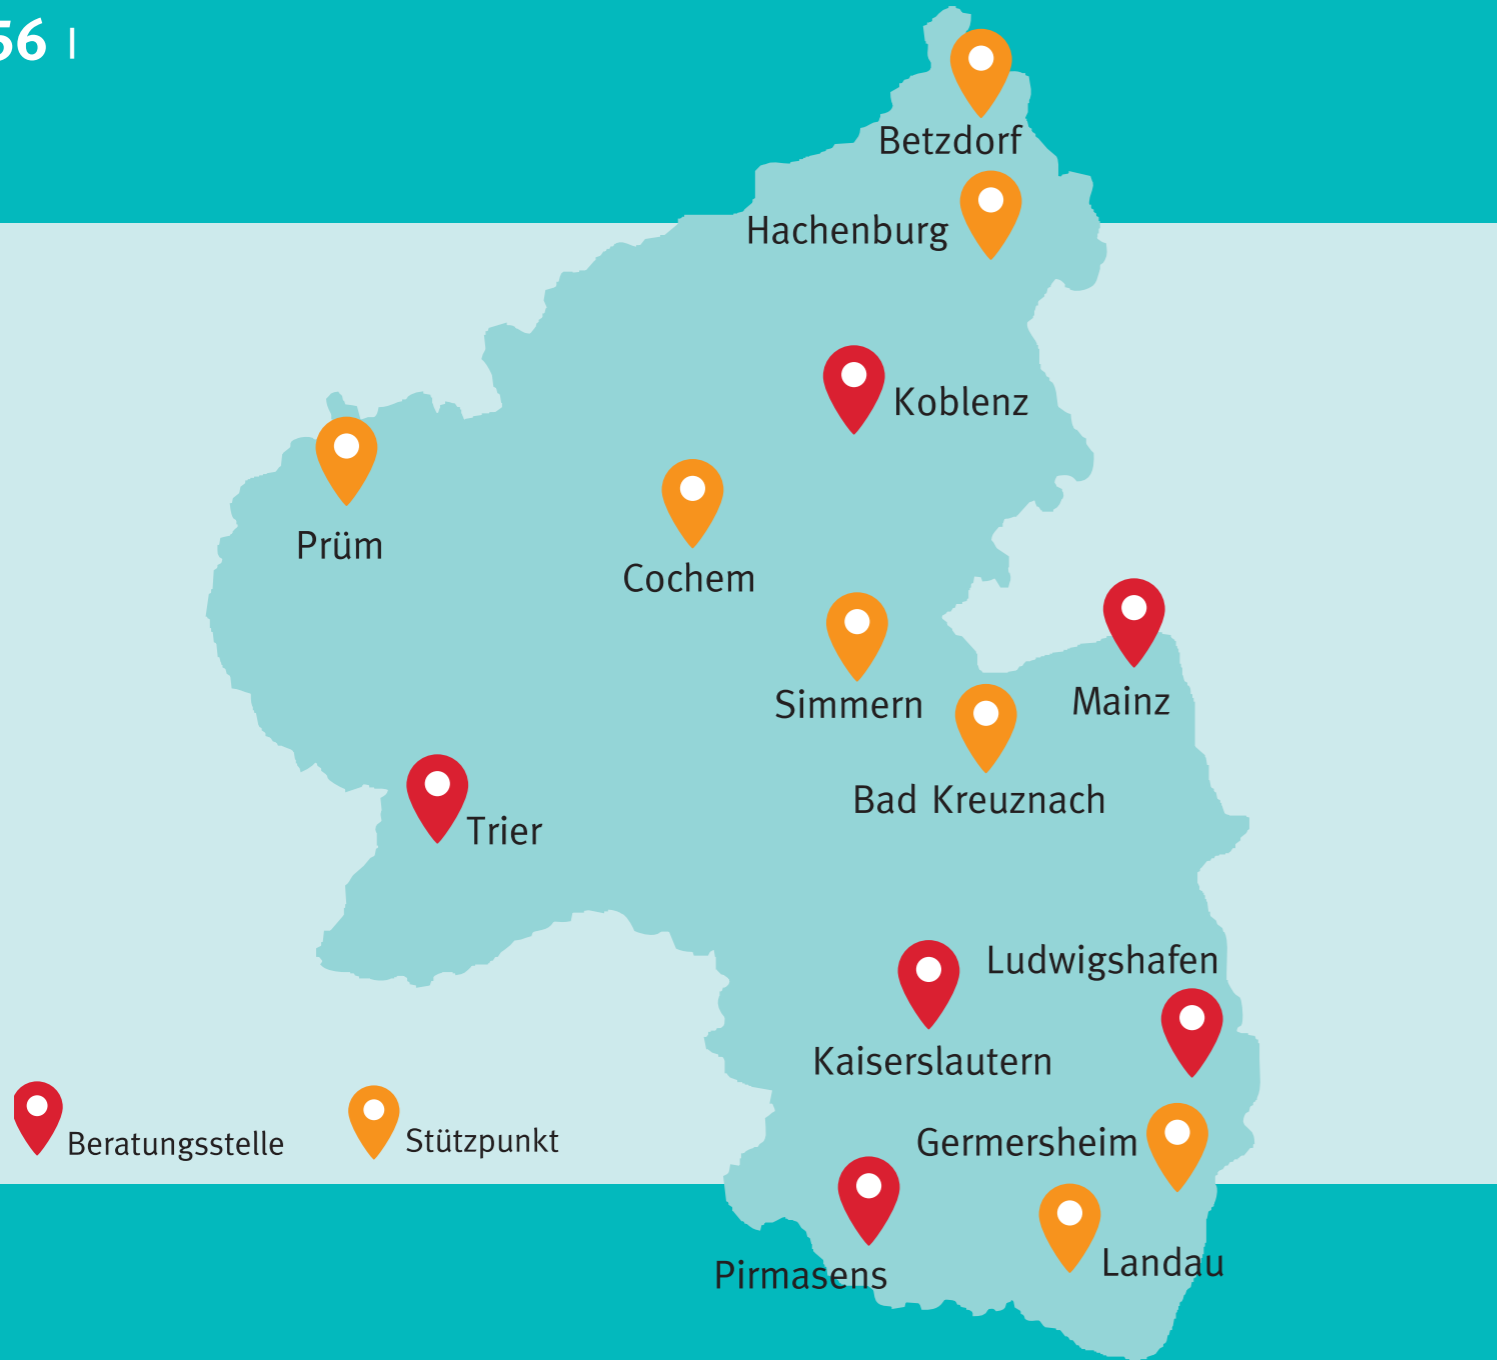 56 |
Betzdorf
Hachenburg
Koblenz
Prüm
Cochem
Simmern
Mainz
Bad Kreuznach
Trier
Ludwigshafen
Kaiserslautern
Beratungsstelle
Stützpunkt
Germersheim
Landau
Pirmasens